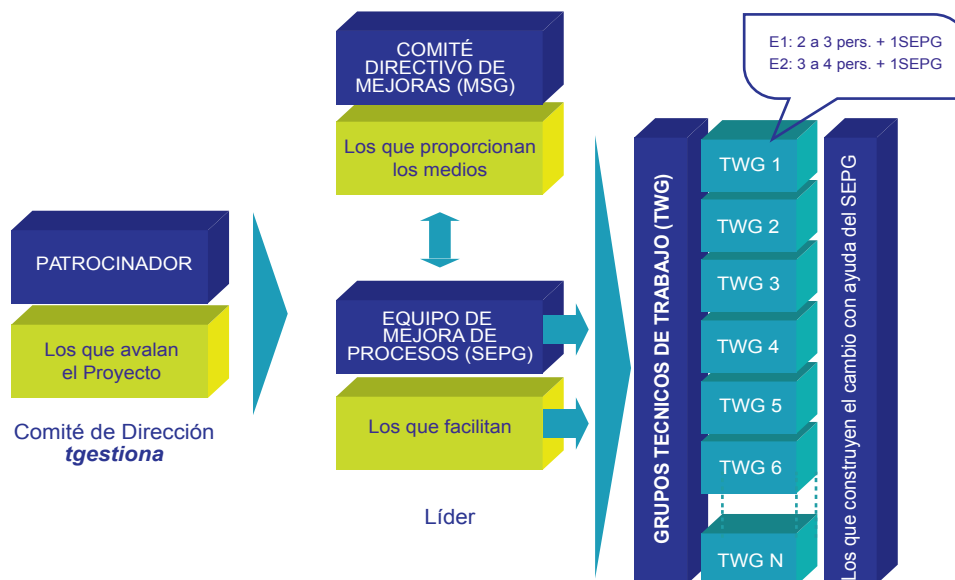 PATROCINADOR
Los que avalan
el Proyecto
Comité de Dirección
tgestiona
COMITÉ
DIRECTIVO DE
MEJORAS (MSG)
Los que proporcionan
los medios
EQUIPO DE
MEJORA DE
PROCESOS (SEPG)
Los que facilitan
Líder
GRUPOS TECNICOS DE TRABAJO (TWG)
E1: 2 a 3 pers. + 1SEPG
E2: 3 a 4 pers. + 1SEPG
TWG 1
TWG 2
TWG 3
TWG 4
TWG 5
TWG 6
TWG N
Los que construyen el cambio con ayuda del SEPG